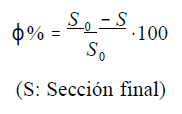 ϕ% = (S₀ − S) / S₀ ·100
(S: Sección final)